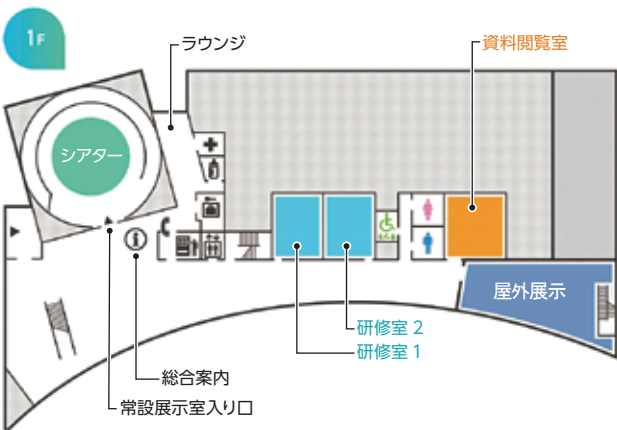 1F
ラウンジ
資料閲覧室
シアター
屋外展示
研修室 2
研修室 1
総合案内
常設展示室入り口